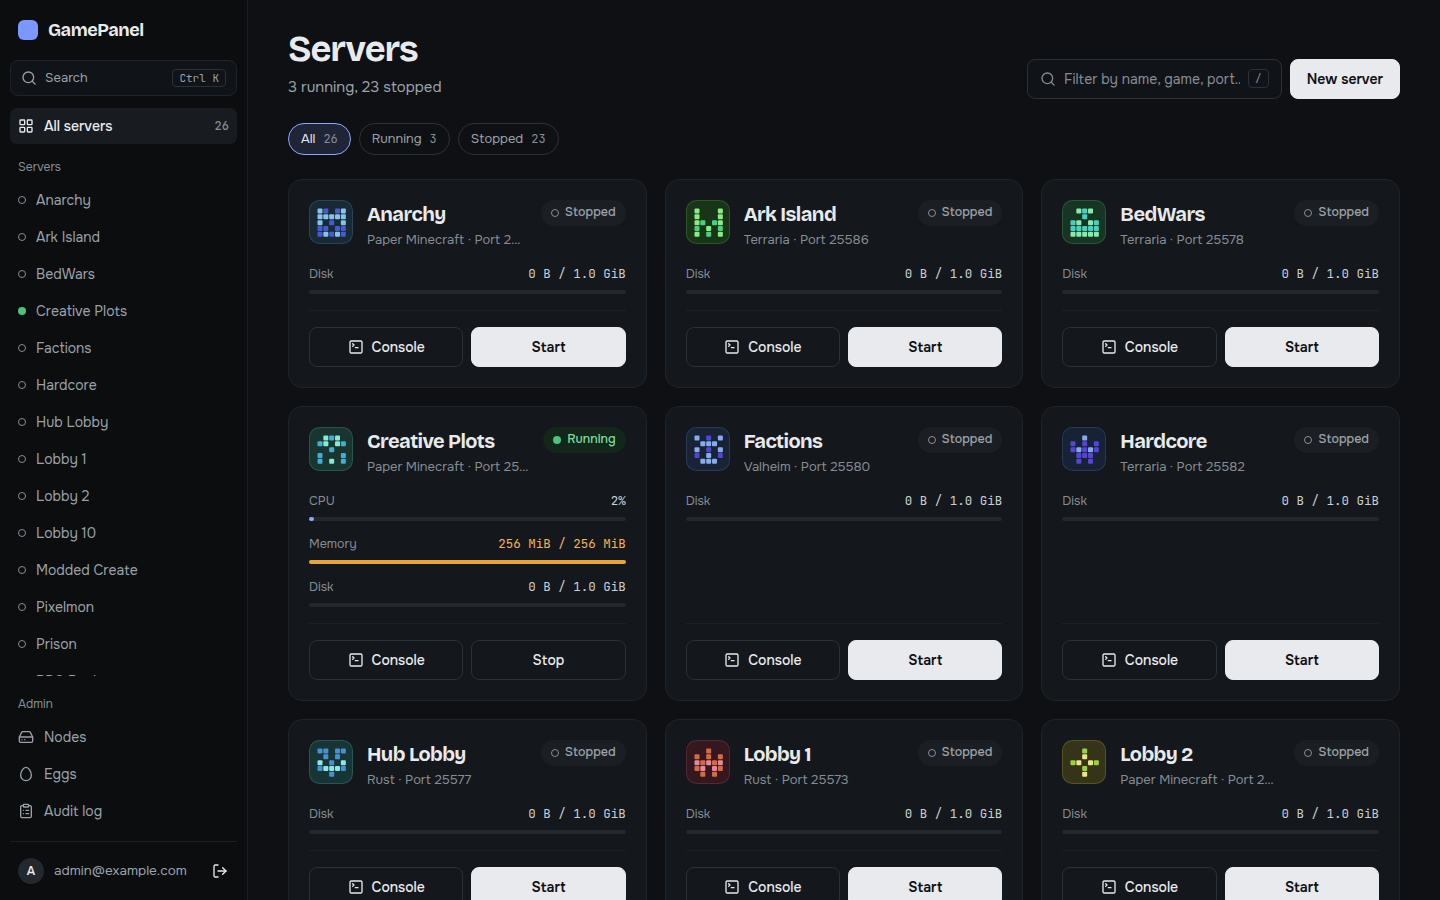 GamePanel
Search Ctrl K
All servers 26
Servers
Anarchy
Ark Island
BedWars
Creative Plots
Factions
Hardcore
Hub Lobby
Lobby 1
Lobby 2
Lobby 10
Modded Create
Pixelmon
Prison
Admin
Nodes
Eggs
Audit log
A admin@example.com
Servers
3 running, 23 stopped
Filter by name, game, port.. /
New server
All 26 Running 3 Stopped 23
Anarchy Stopped
Paper Minecraft · Port 2...
Disk 0 B / 1.0 GiB
Console Start
Ark Island Stopped
Terraria · Port 25586
Disk 0 B / 1.0 GiB
Console Start
BedWars Stopped
Terraria · Port 25578
Disk 0 B / 1.0 GiB
Console Start
Creative Plots Running
Paper Minecraft · Port 25...
CPU 2%
Memory 256 MiB / 256 MiB
Disk 0 B / 1.0 GiB
Console Stop
Factions Stopped
Valheim · Port 25580
Disk 0 B / 1.0 GiB
Console Start
Hardcore Stopped
Terraria · Port 25582
Disk 0 B / 1.0 GiB
Console Start
Hub Lobby Stopped
Rust · Port 25577
Disk 0 B / 1.0 GiB
Console Start
Lobby 1 Stopped
Rust · Port 25573
Disk 0 B / 1.0 GiB
Console Start
Lobby 2 Stopped
Paper Minecraft · Port 2...
Disk 0 B / 1.0 GiB
Console Start